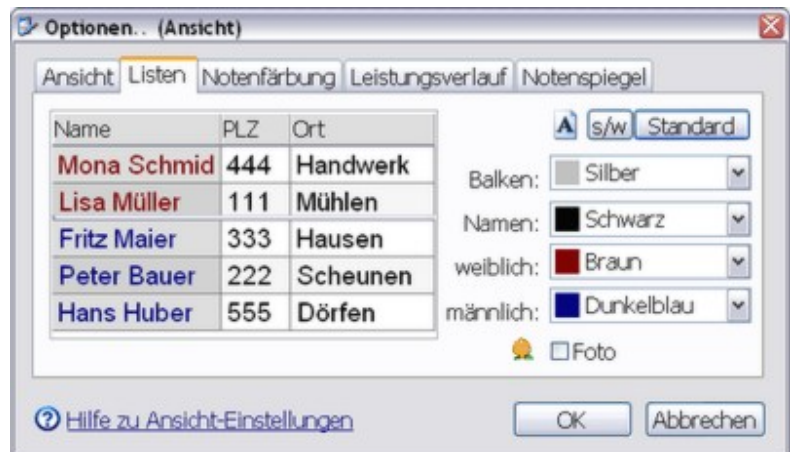 Optionen.. (Ansicht)
Ansicht Listen Notenfärbung Leistungsverlauf Notenspiegel
Name PLZ Ort
Mona Schmid 444 Handwerk
Lisa Müller 111 Mühlen
Fritz Maier 333 Hausen
Peter Bauer 222 Scheunen
Hans Huber 555 Dörfen
A s/w Standard
Balken: Silber
Namen: Schwarz
weiblich: Braun
männlich: Dunkelblau
Foto
? Hilfe zu Ansicht-Einstellungen
OK Abbrechen